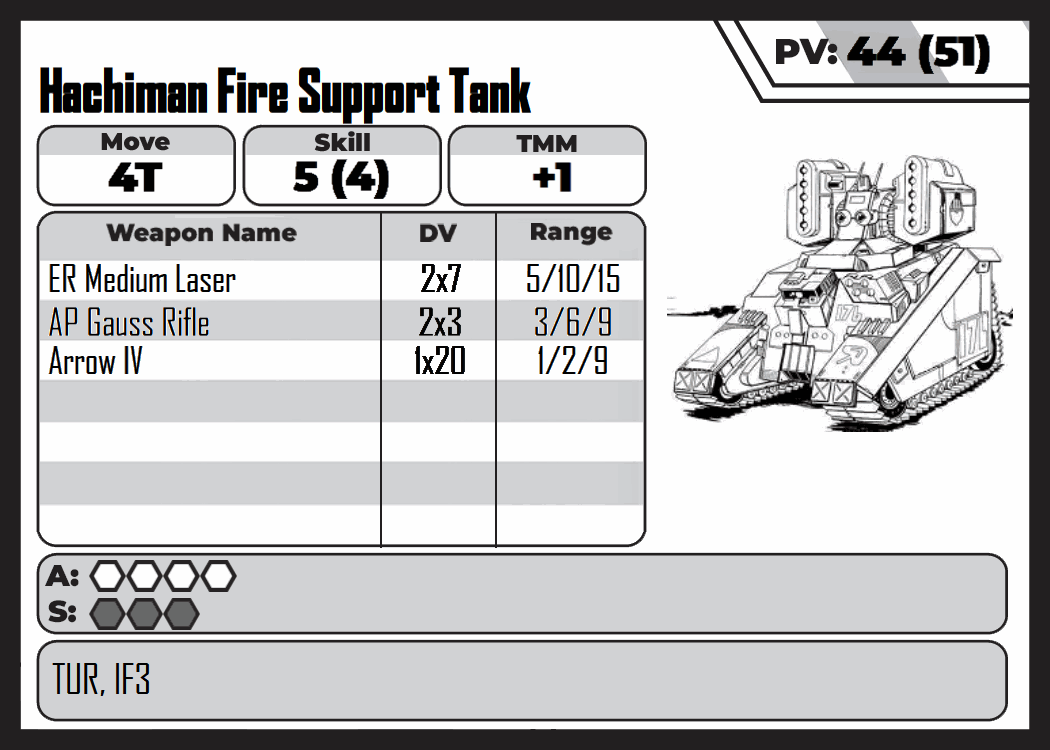 PV: 44 (51)
Hachiman Fire Support Tank
Move Skill TMM
4T 5 (4) +1
Weapon Name DV Range
ER Medium Laser 2x7 5/10/15
AP Gauss Rifle 2x3 3/6/9
Arrow IV 1x20 1/2/9
176
176
A:
S:
TUR, IF3